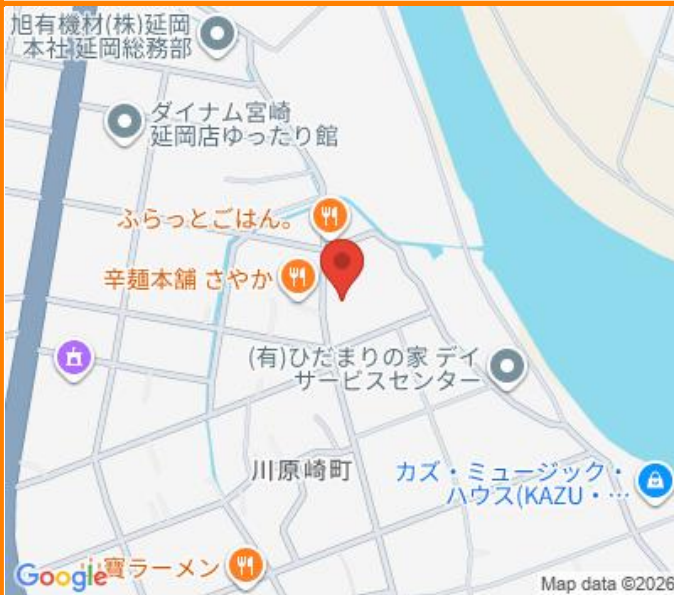 旭有機材(株)延岡
本社 延岡総務部
ダイナム宮崎
延岡店ゆったり館
ふらっとごはん。
辛麺本舗 さやか
(有)ひだまりの家 デイ
サービスセンター
川原崎町
カズ・ミュージック・
ハウス(KAZU・…
寶ラーメン
Google
Map data ©2026